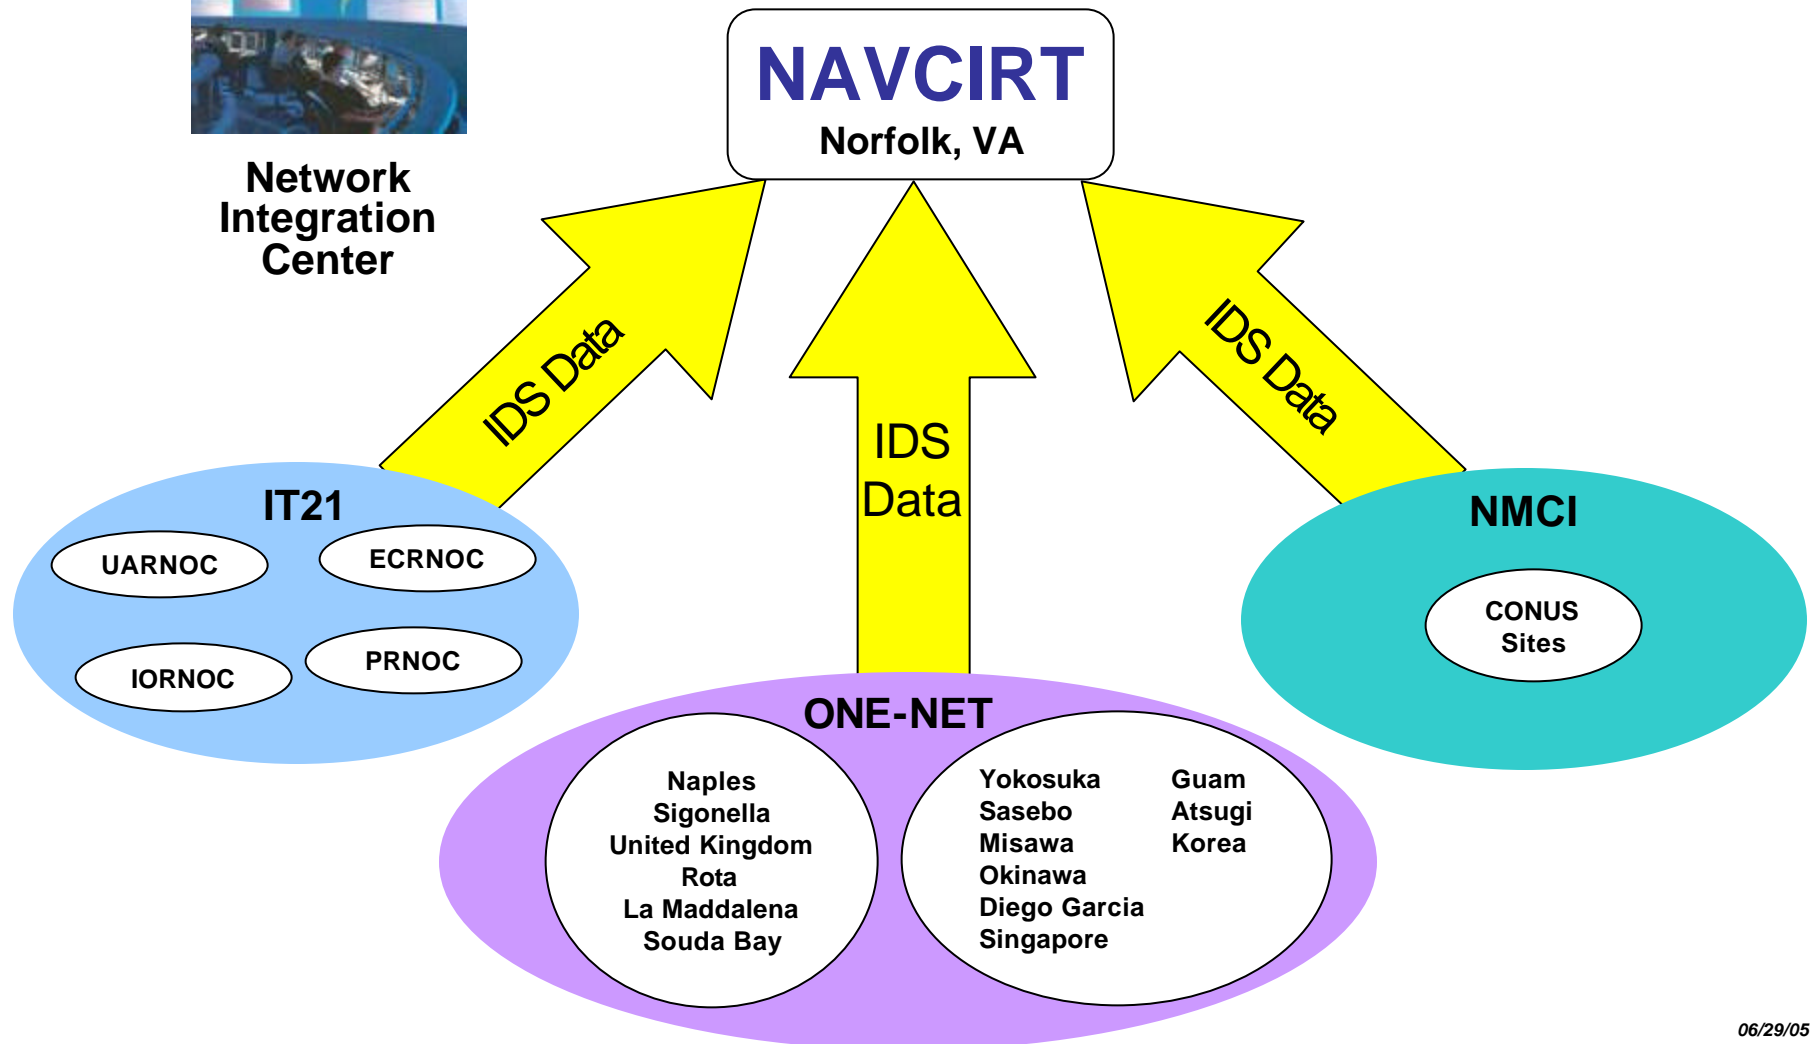 NAVCIRT
Norfolk, VA
Network
Integration
Center
IDS Data
IDS
Data
IDS Data
IT21
UARNOC
ECRNOC
IORNOC
PRNOC
NMCI
CONUS
Sites
ONE-NET
Naples
Sigonella
United Kingdom
Rota
La Maddalena
Souda Bay
Yokosuka
Sasebo
Misawa
Okinawa
Diego Garcia
Singapore
Guam
Atsugi
Korea
06/29/05